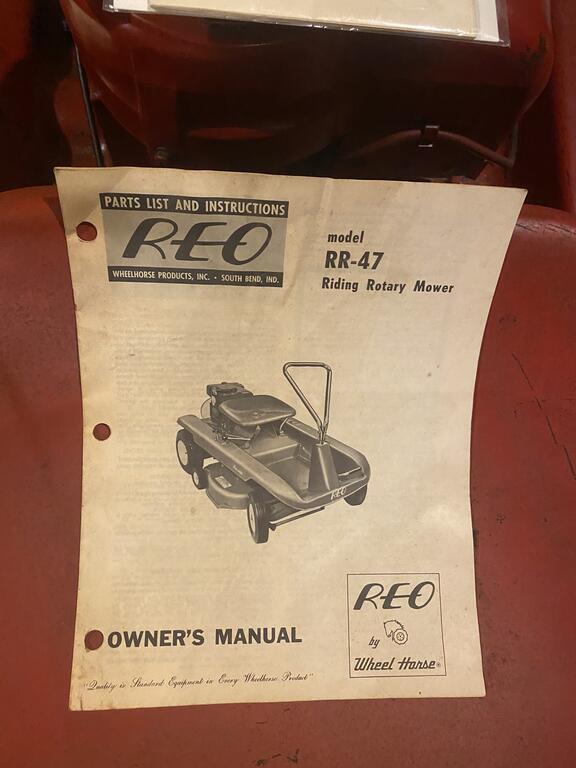 PARTS LIST AND INSTRUCTIONS
REO
WHEELHORSE PRODUCTS, INC. • SOUTH BEND, IND.
model
RR-47
Riding Rotary Mower
REO
OWNER'S MANUAL
REO
by
Wheel Horse®
"Quality is Standard Equipment in Every Wheelhorse Product"